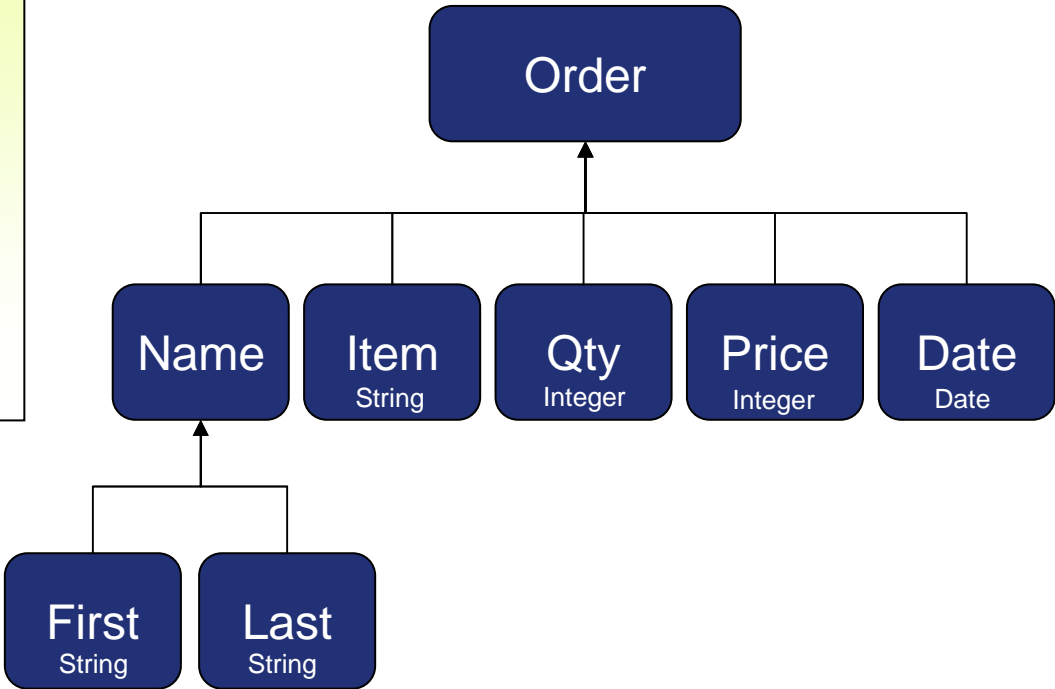 Order
Name
Item
String
Qty
Integer
Price
Integer
Date
Date
First
String
Last
String